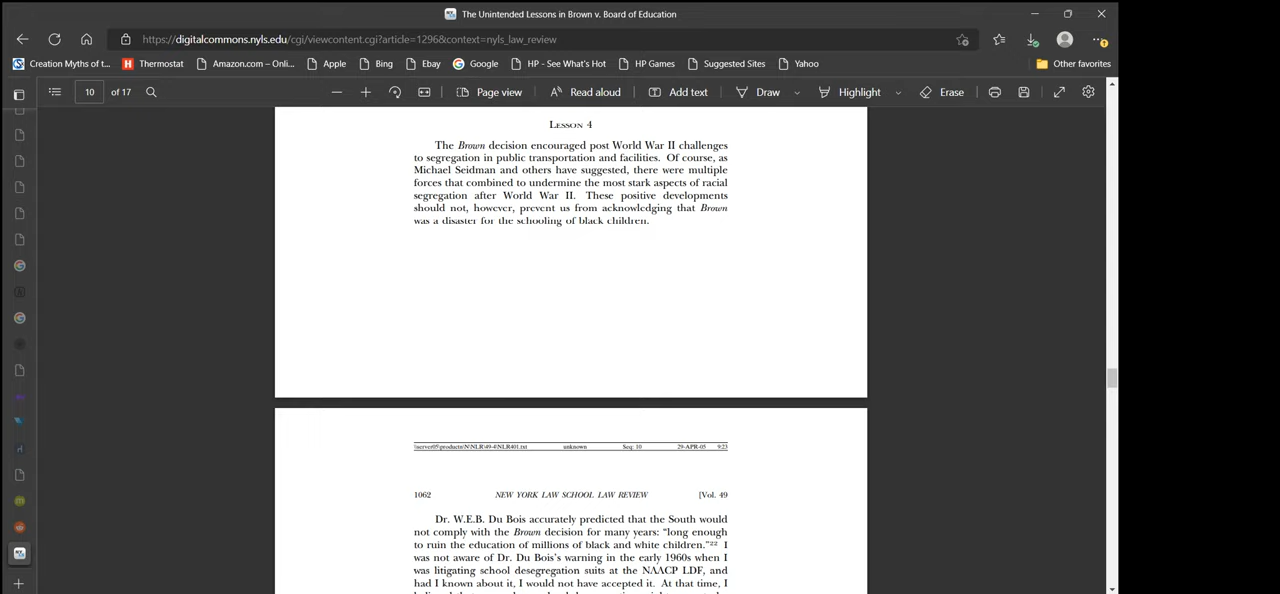 The Unintended Lessons in Brown v. Board of Education
https://digitalcommons.nyls.edu/cgi/viewcontent.cgi?article=1296&context=nyls_law_review
Creation Myths of t... Thermostat Amazon.com – Onli... Apple Bing Ebay Google HP - See What's Hot HP Games Suggested Sites Yahoo Other favorites
10 of 17 Page view Read aloud Add text Draw Highlight Erase
LESSON 4
The Brown decision encouraged post World War II challenges
to segregation in public transportation and facilities. Of course, as
Michael Seidman and others have suggested, there were multiple
forces that combined to undermine the most stark aspects of racial
segregation after World War II. These positive developments
should not, however, prevent us from acknowledging that Brown
was a disaster for the schooling of black children.
\\server05\productn\N\NLR\49-4\NLR401.txt unknown Seq: 10 29-APR-05 9:23
1062 NEW YORK LAW SCHOOL LAW REVIEW [Vol. 49
Dr. W.E.B. Du Bois accurately predicted that the South would
not comply with the Brown decision for many years: “long enough
to ruin the education of millions of black and white children.”22 I
was not aware of Dr. Du Bois’s warning in the early 1960s when I
was litigating school desegregation suits at the NAACP LDF, and
had I known about it, I would not have accepted it. At that time, I